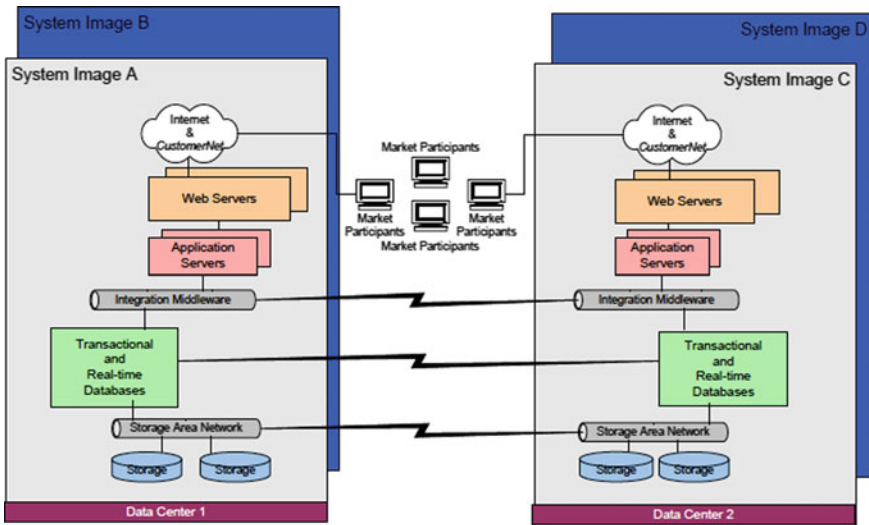 System Image B
System Image A
Internet
&
CustomerNet
Web Servers
Application
Servers
Integration Middleware
Transactional
and
Real-time
Databases
Storage Area Network
Storage
Storage
Data Center 1
Market Participants
Market
Participants
Market
Participants
Market Participants
System Image D
System Image C
Internet
&
CustomerNet
Web Servers
Application
Servers
Integration Middleware
Transactional
and
Real-time
Databases
Storage Area Network
Storage
Storage
Data Center 2